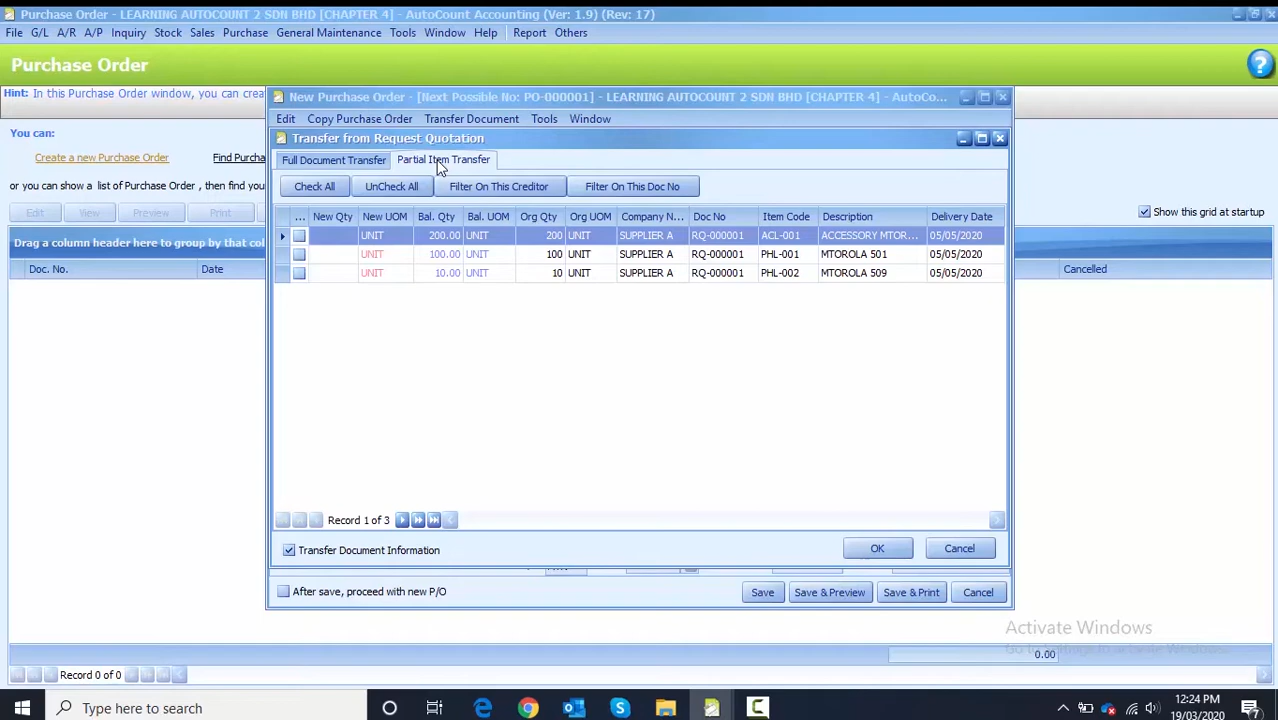 Purchase Order - LEARNING AUTOCOUNT 2 SDN BHD [CHAPTER 4] - AutoCount Accounting (Ver: 1.9) (Rev: 17)
File G/L A/R A/P Inquiry Stock Sales Purchase General Maintenance Tools Window Help Report Others
Purchase Order
Hint: In this Purchase Order window, you can crea
New Purchase Order - [Next Possible No: PO-000001] - LEARNING AUTOCOUNT 2 SDN BHD [CHAPTER 4] - AutoCo...
Edit Copy Purchase Order Transfer Document Tools Window
You can:
Transfer from Request Quotation
Create a new Purchase Order Find Purcha
Full Document Transfer Partial Item Transfer
or you can show a list of Purchase Order , then find you
Check All UnCheck All Filter On This Creditor Filter On This Doc No
Edit View Preview Print
Show this grid at startup
... New Qty New UOM Bal. Qty Bal. UOM Org Qty Org UOM Company N... Doc No Item Code Description Delivery Date
UNIT 200.00 UNIT 200 UNIT SUPPLIER A RQ-000001 ACL-001 ACCESSORY MTOR... 05/05/2020
Drag a column header here to group by that col
UNIT 100.00 UNIT 100 UNIT SUPPLIER A RQ-000001 PHL-001 MTOROLA 501 05/05/2020
UNIT 10.00 UNIT 10 UNIT SUPPLIER A RQ-000001 PHL-002 MTOROLA 509 05/05/2020
Doc. No. Date Cancelled
Record 1 of 3
Transfer Document Information OK Cancel
After save, proceed with new P/O Save Save & Preview Save & Print Cancel
Activate Windows
Go to Settings to activate Windows.
0.00
Record 0 of 0
Type here to search
12:24 PM
19/03/2020
7